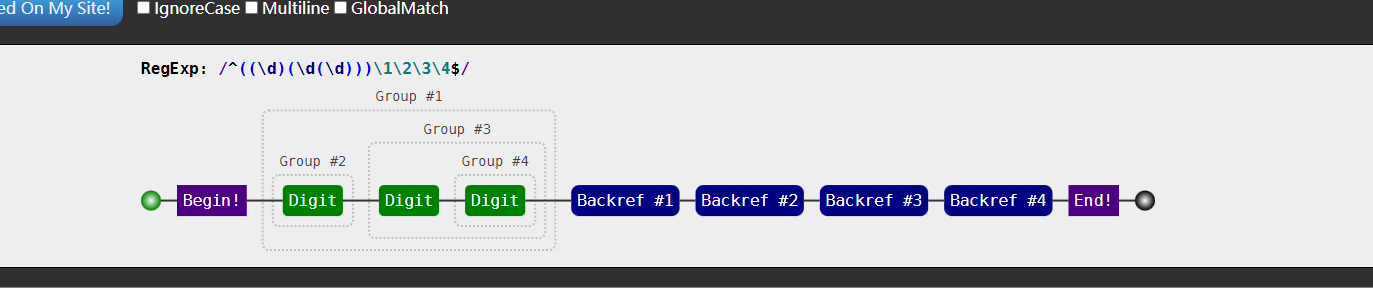 ed On My Site! IgnoreCase Multiline GlobalMatch
RegExp: /^((\d)(\d(\d)))\1\2\3\4$/
Group #1
Group #3
Group #2 Group #4
Begin! Digit Digit Digit Backref #1 Backref #2 Backref #3 Backref #4 End!